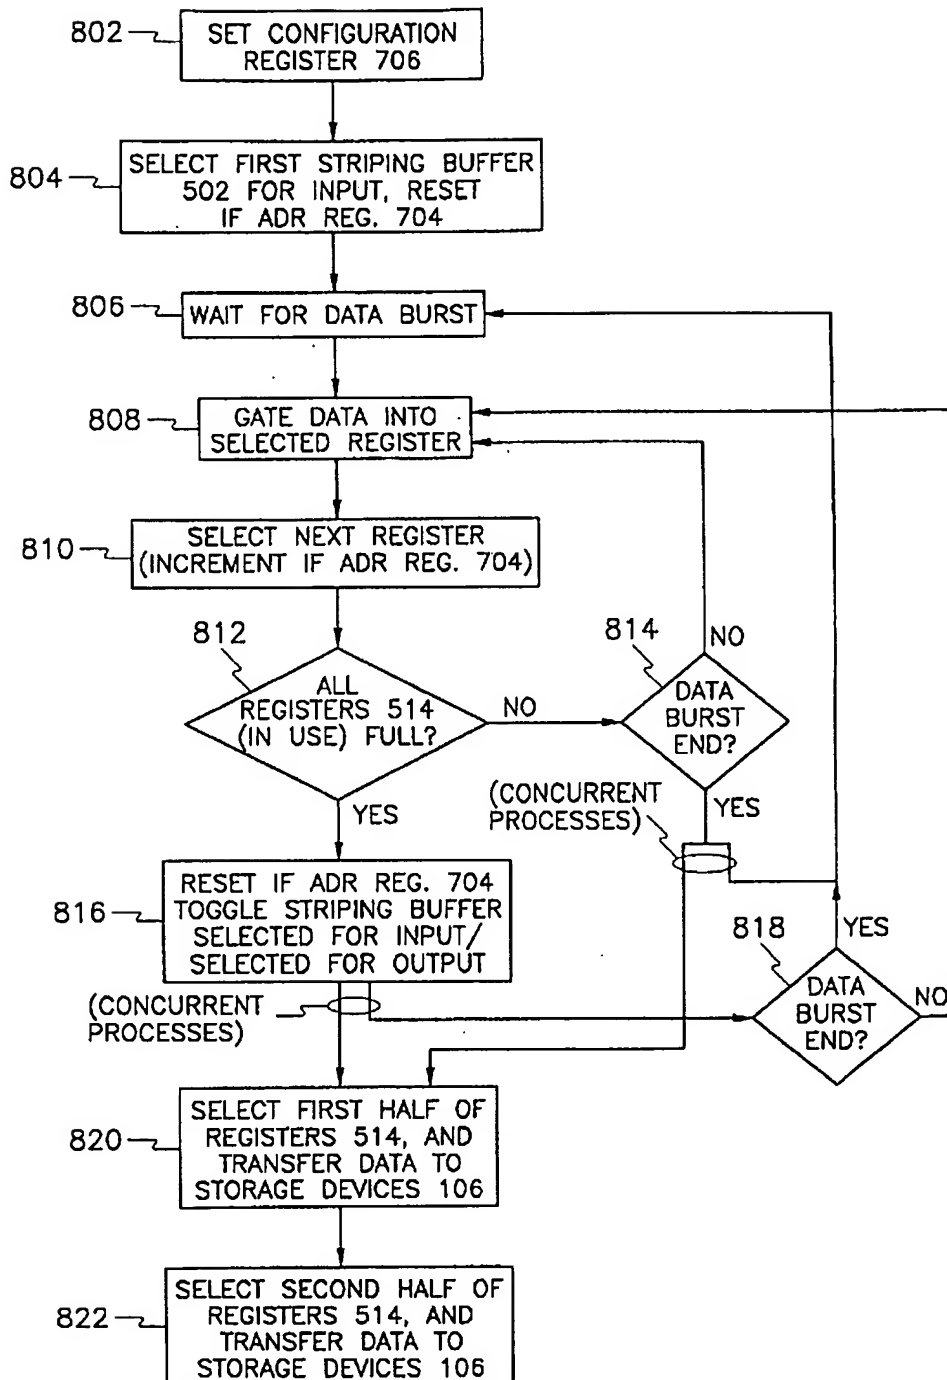 802
SET CONFIGURATION
REGISTER 706
804
SELECT FIRST STRIPING BUFFER
502 FOR INPUT, RESET
IF ADR REG. 704
806
WAIT FOR DATA BURST
808
GATE DATA INTO
SELECTED REGISTER
810
SELECT NEXT REGISTER
(INCREMENT IF ADR REG. 704)
812
ALL
REGISTERS 514
(IN USE) FULL?
NO
YES
814
DATA
BURST
END?
NO
YES
(CONCURRENT
PROCESSES)
816
RESET IF ADR REG. 704
TOGGLE STRIPING BUFFER
SELECTED FOR INPUT/
SELECTED FOR OUTPUT
(CONCURRENT
PROCESSES)
818
DATA
BURST
END?
YES
NO
820
SELECT FIRST HALF OF
REGISTERS 514, AND
TRANSFER DATA TO
STORAGE DEVICES 106
822
SELECT SECOND HALF OF
REGISTERS 514, AND
TRANSFER DATA TO
STORAGE DEVICES 106